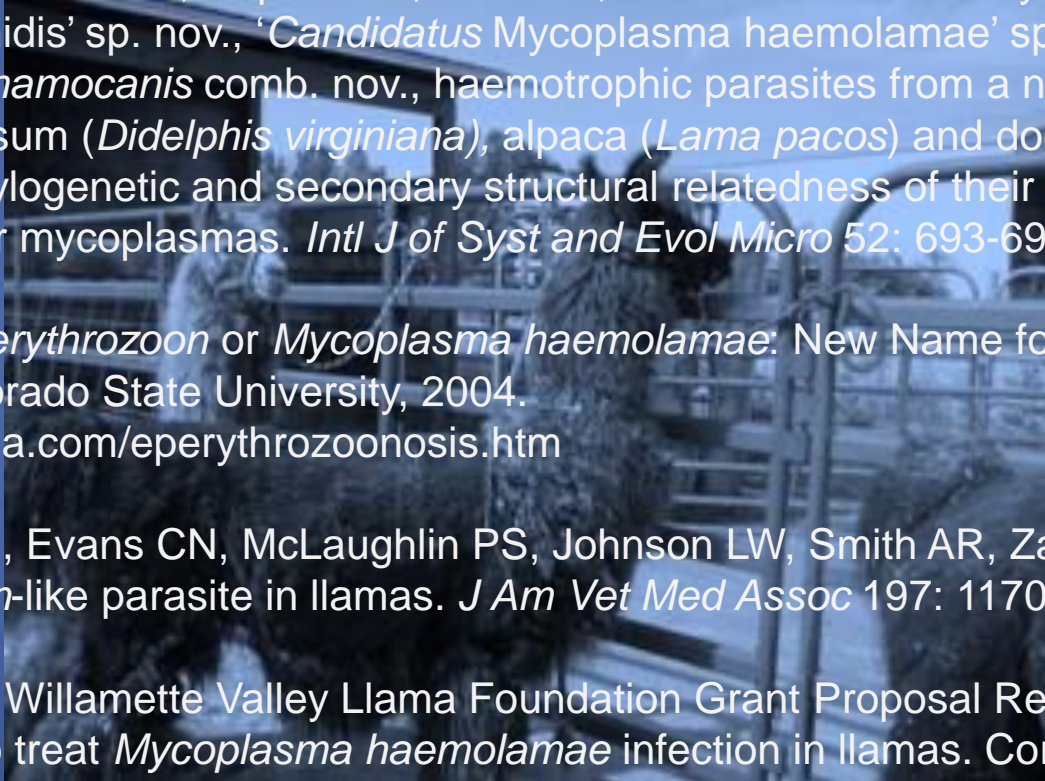 idis’ sp. nov., ‘Candidatus Mycoplasma haemolamae’ sp
hamocanis comb. nov., haemotrophic parasites from a n
sum (Didelphis virginiana), alpaca (Lama pacos) and do
ylogenetic and secondary structural relatedness of their
r mycoplasmas. Intl J of Syst and Evol Micro 52: 693-69
erythrozoon or Mycoplasma haemolamae: New Name fo
orado State University, 2004.
a.com/eperythrozoonosis.htm
, Evans CN, McLaughlin PS, Johnson LW, Smith AR, Za
n-like parasite in llamas. J Am Vet Med Assoc 197: 1170
Willamette Valley Llama Foundation Grant Proposal Re
treat Mycoplasma haemolamae infection in llamas. Cor